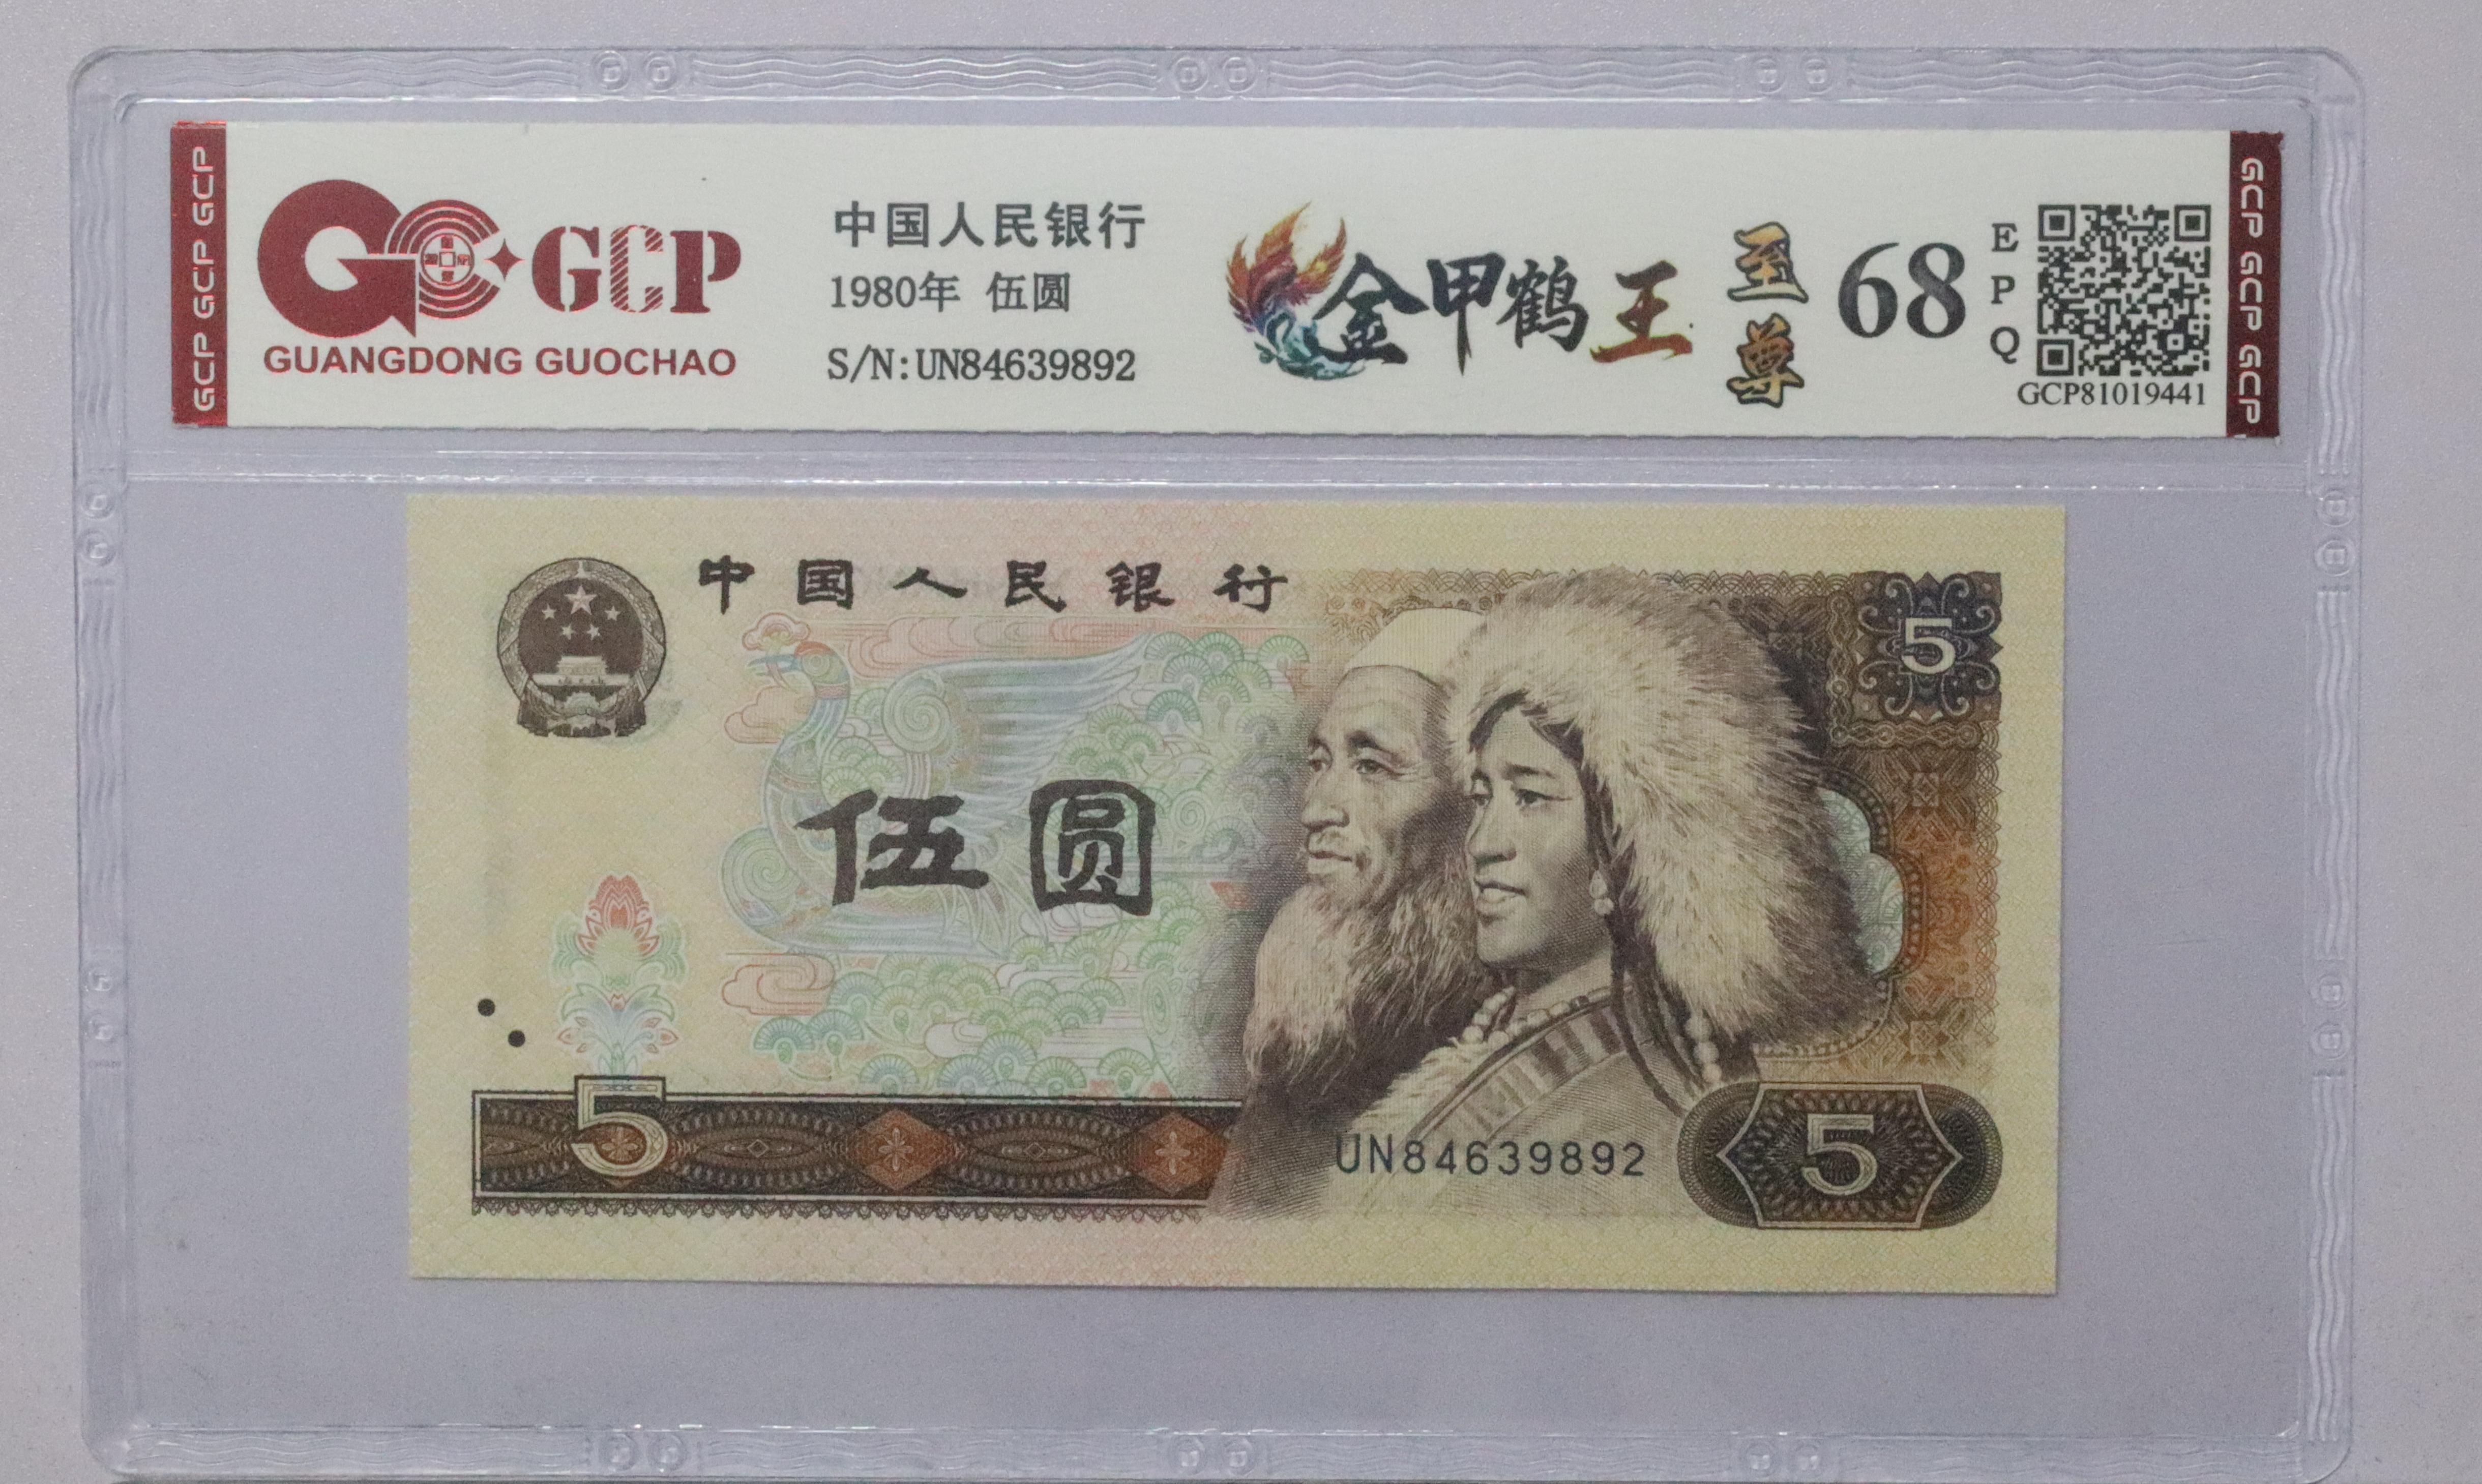 GCP GCP GCP
GCP
GUANGDONG GUOCHAO
中国人民银行
1980年 伍圆
S/N:UN84639892
金甲鹤王
至尊
68
EPQ
GCP81019441
GCP GCP GCP
中国人民银行
5
伍圆
5
UN84639892
5